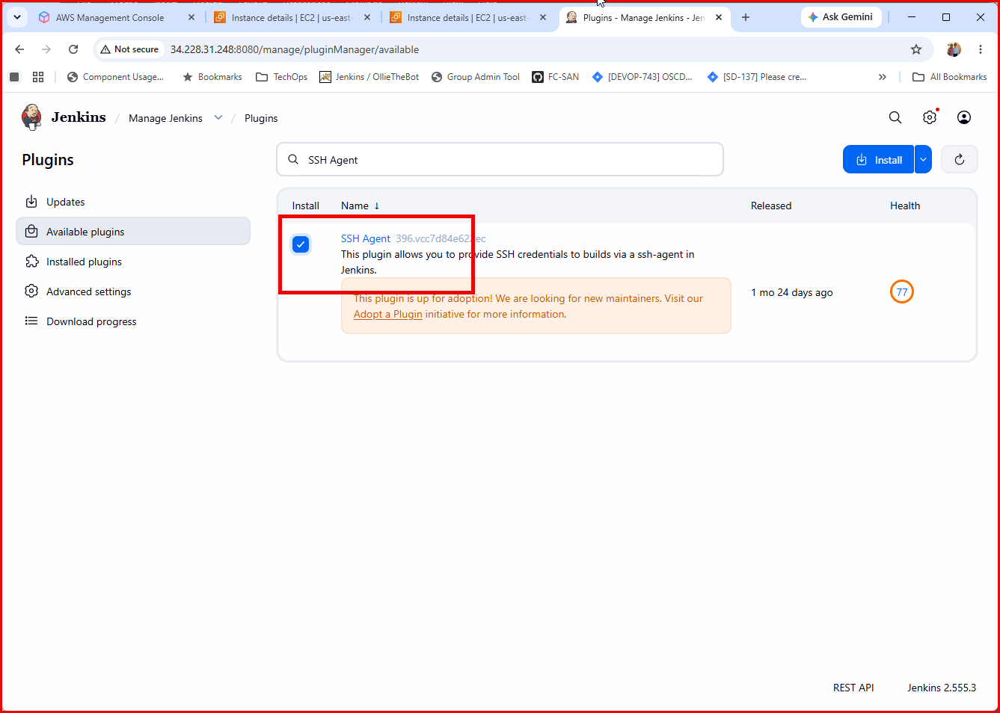 AWS Management Console
Instance details | EC2 | us-east-
Instance details | EC2 | us-east-
Plugins - Manage Jenkins - Jen
Ask Gemini
Not secure
34.228.31.248:8080/manage/pluginManager/available
Component Usage...
Bookmarks
TechOps
Jenkins / OllieTheBot
Group Admin Tool
FC-SAN
[DEVOP-743] OSCD...
[SD-137] Please cre...
All Bookmarks
Jenkins / Manage Jenkins / Plugins
Plugins
SSH Agent
Install
Updates
Available plugins
Installed plugins
Advanced settings
Download progress
Install Name ↓ Released Health
SSH Agent
This plugin allows you to provide SSH credentials to builds via a ssh-agent in
Jenkins.
This plugin is up for adoption! We are looking for new maintainers. Visit our
Adopt a Plugin initiative for more information.
1 mo 24 days ago
77
REST API
Jenkins 2.555.3